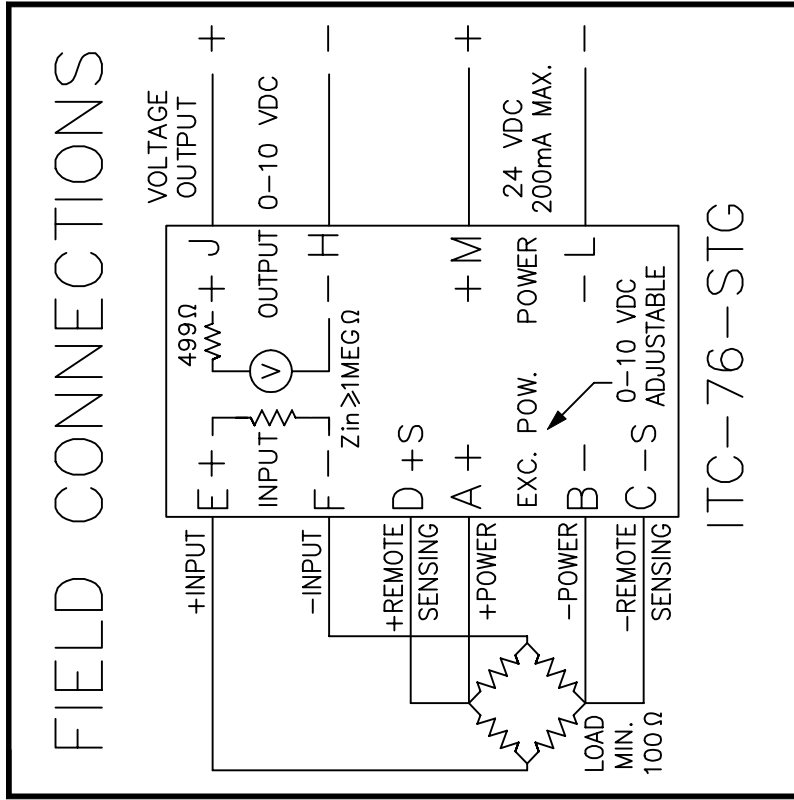 FIELD CONNECTIONS
VOLTAGE
OUTPUT
+
-
+
-
0-10 VDC
24 VDC
200mA MAX.
499Ω
+ J
OUTPUT
- H
+ M
POWER
- L
V
Zin≥1MEGΩ
E +
INPUT
F -
D +S
A +
EXC. POW.
B -
C -S
0-10 VDC
ADJUSTABLE
+INPUT
-INPUT
+REMOTE
SENSING
+POWER
-POWER
-REMOTE
SENSING
LOAD
MIN.
100Ω
ITC-76-STG